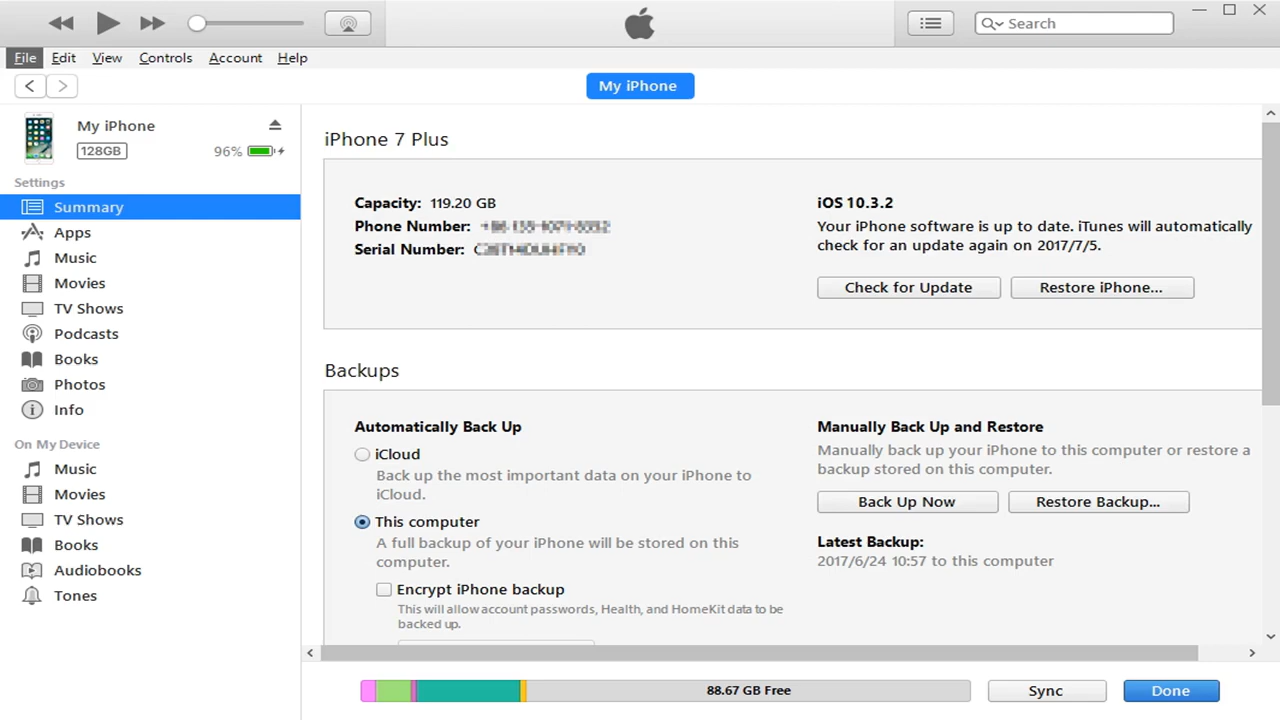 Search
File Edit View Controls Account Help
My iPhone
My iPhone
128GB
96%
Settings
Summary
Apps
Music
Movies
TV Shows
Podcasts
Books
Photos
Info
On My Device
Music
Movies
TV Shows
Books
Audiobooks
Tones
iPhone 7 Plus
Capacity: 119.20 GB
Phone Number:
Serial Number:
iOS 10.3.2
Your iPhone software is up to date. iTunes will automatically
check for an update again on 2017/7/5.
Check for Update
Restore iPhone...
Backups
Automatically Back Up
iCloud
Back up the most important data on your iPhone to
iCloud.
This computer
A full backup of your iPhone will be stored on this
computer.
Encrypt iPhone backup
This will allow account passwords, Health, and HomeKit data to be
backed up.
Manually Back Up and Restore
Manually back up your iPhone to this computer or restore a
backup stored on this computer.
Back Up Now
Restore Backup...
Latest Backup:
2017/6/24 10:57 to this computer
88.67 GB Free
Sync
Done